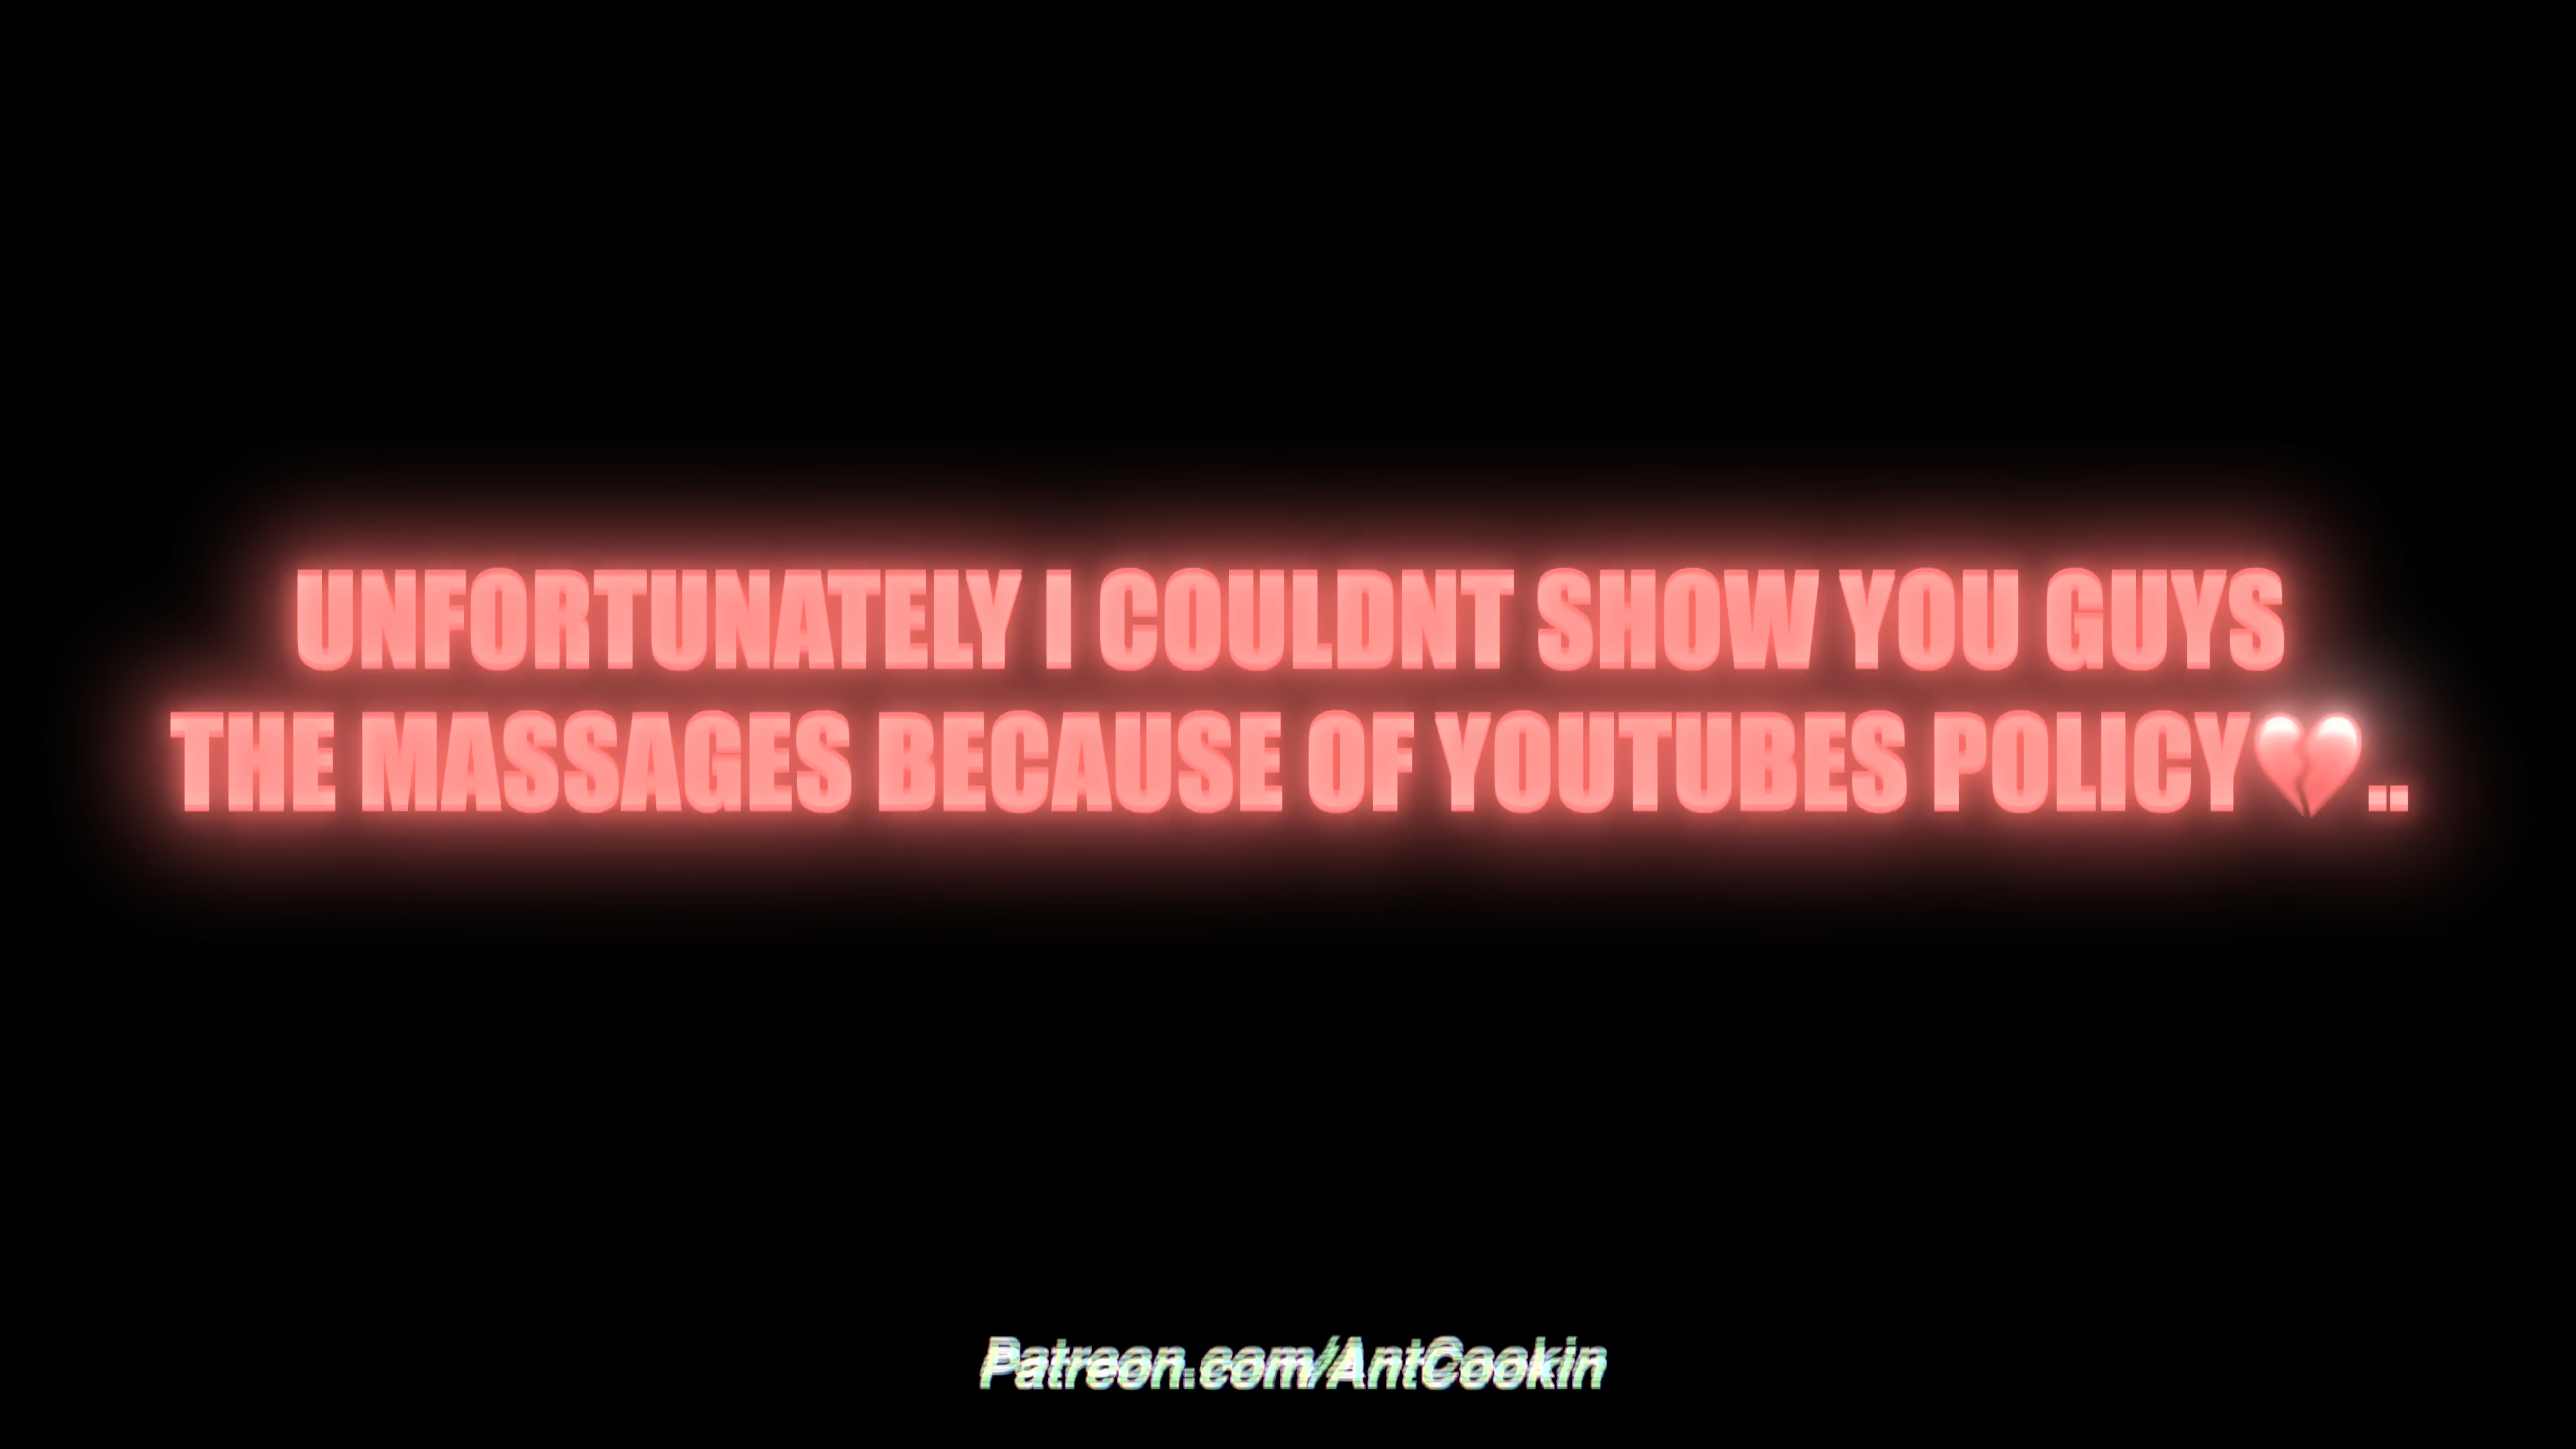 UNFORTUNATELY I COULDNT SHOW YOU GUYS
THE MASSAGES BECAUSE OF YOUTUBES POLICY💔..
Patreon.com/AntCookin